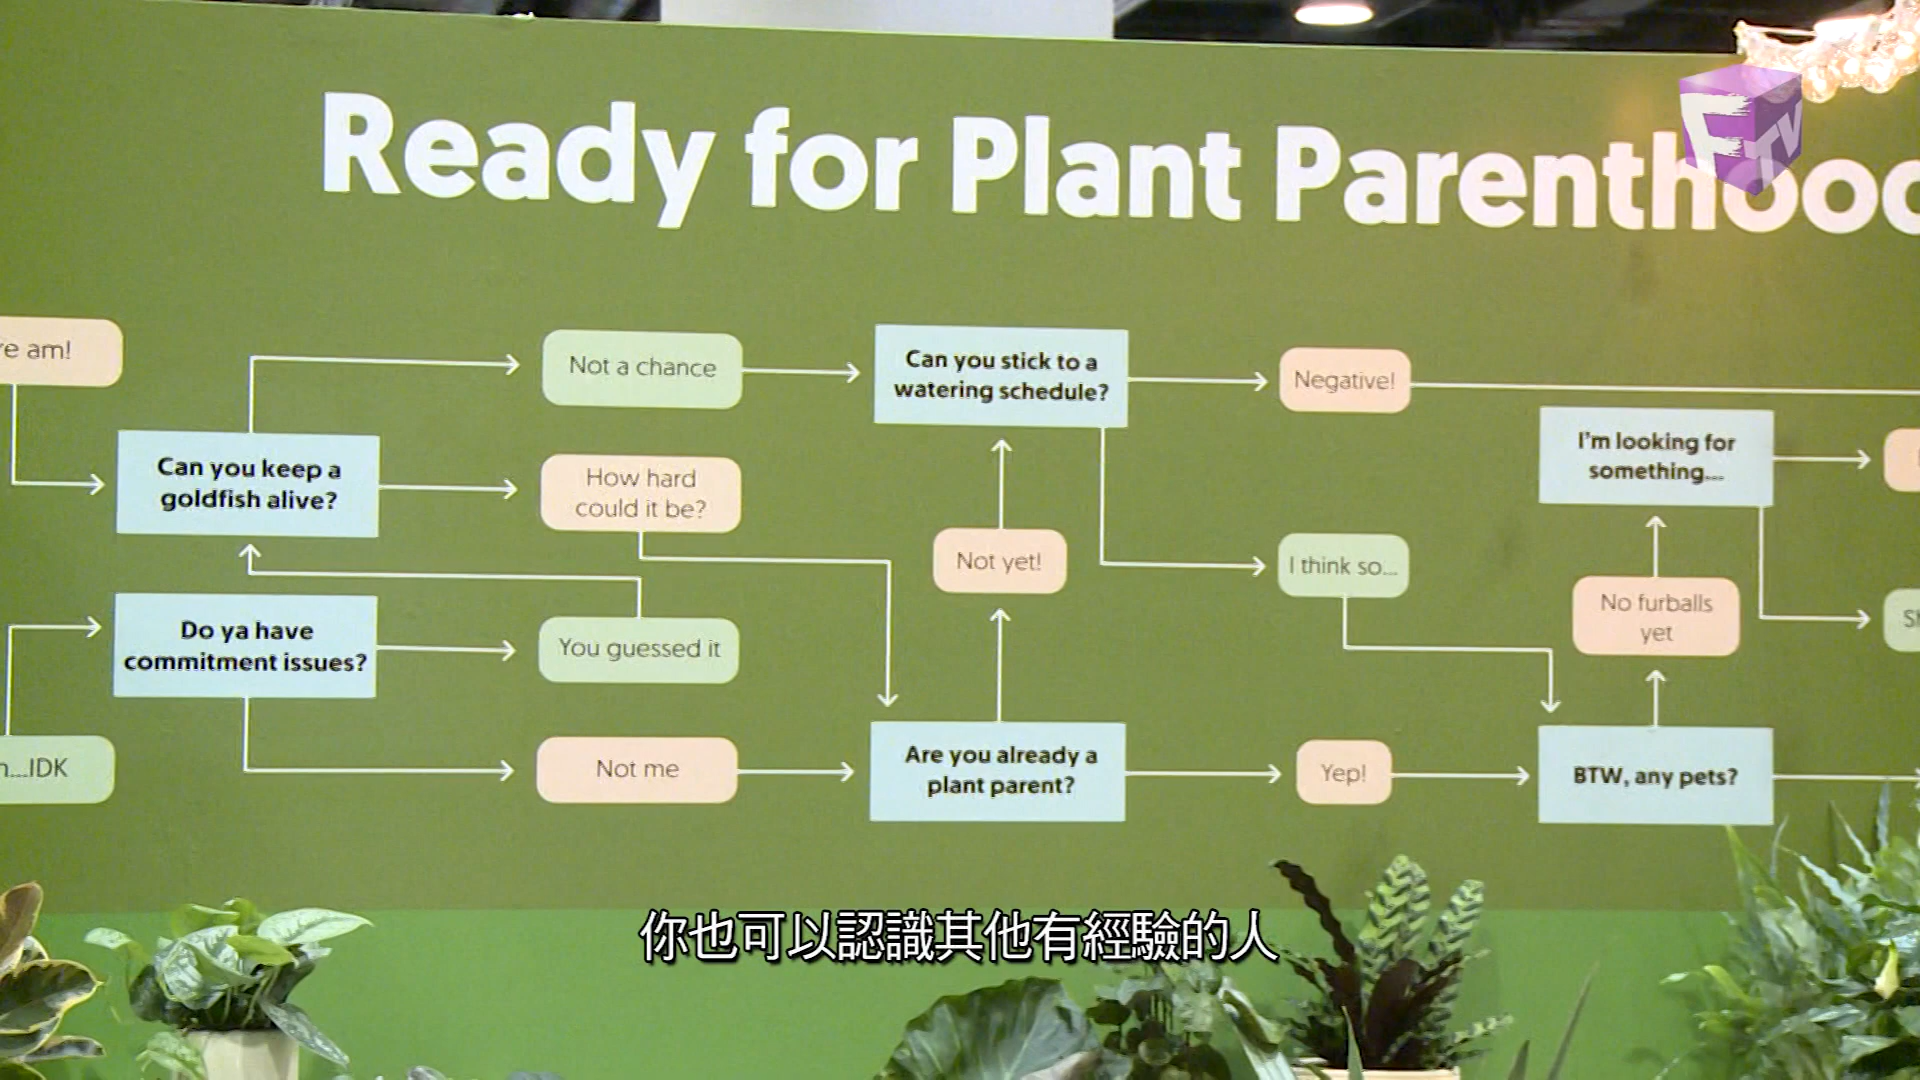 Ready for Plant Parenthood
FTV
re am!
Not a chance
Can you stick to a
watering schedule?
Negative!
I'm looking for
something...
Can you keep a
goldfish alive?
How hard
could it be?
Not yet!
I think so...
No furballs
yet
Do ya have
commitment issues?
You guessed it
...IDK
Not me
Are you already a
plant parent?
Yep!
BTW, any pets?
你也可以認識其他有經驗的人